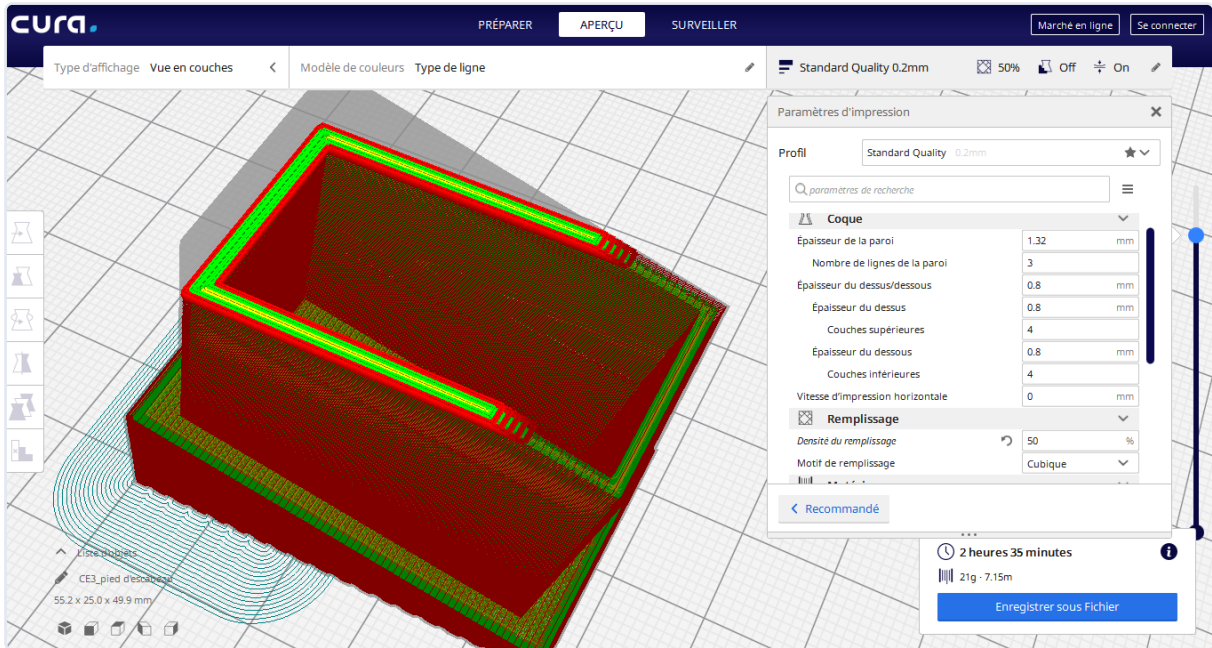 cura.
PRÉPARER
APERÇU
SURVEILLER
Marché en ligne
Se connecter
Type d'affichage Vue en couches
Modèle de couleurs Type de ligne
Standard Quality 0.2mm
50%
Off
On
Paramètres d'impression
Profil
Standard Quality 0.2mm
paramètres de recherche
Coque
Épaisseur de la paroi 1.32 mm
Nombre de lignes de la paroi 3
Épaisseur du dessus/dessous 0.8 mm
Épaisseur du dessus 0.8 mm
Couches supérieures 4
Épaisseur du dessous 0.8 mm
Couches inférieures 4
Vitesse d'impression horizontale 0 mm
Remplissage
Densité du remplissage 50 %
Motif de remplissage Cubique
Recommandé
Liste d'objets
CE3_pied d'escabeau
55.2 x 25.0 x 49.9 mm
2 heures 35 minutes
21g · 7.15m
Enregistrer sous Fichier